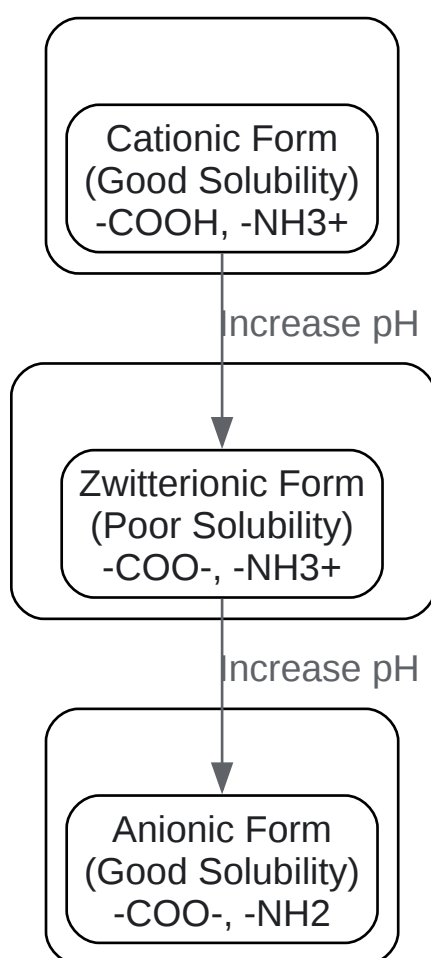 Cationic Form
(Good Solubility)
-COOH, -NH3+
Increase pH
Zwitterionic Form
(Poor Solubility)
-COO-, -NH3+
Increase pH
Anionic Form
(Good Solubility)
-COO-, -NH2